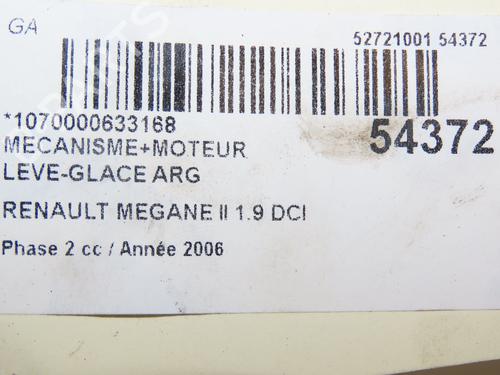 GA
52721001 54372
*1070000633168
54372
MECANISME+MOTEUR
LEVE-GLACE ARG
RENAULT MEGANE II 1.9 DCI
Phase 2 cc / Année 2006